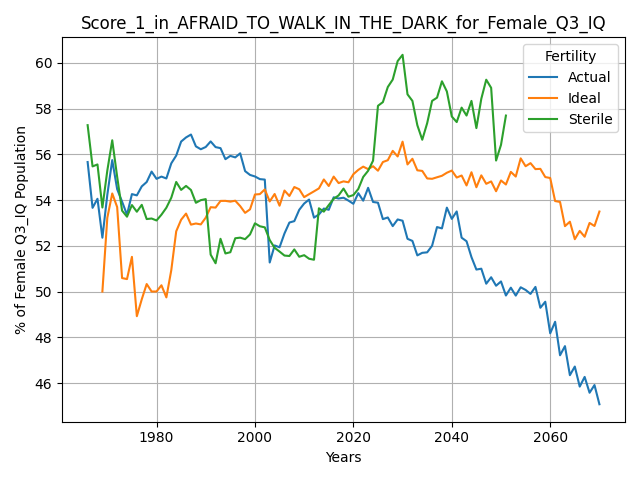 Score_1_in_AFRAID_TO_WALK_IN_THE_DARK_for_Female_Q3_IQ
Fertility
Actual
Ideal
Sterile
% of Female Q3_IQ Population
60
58
56
54
52
50
48
46
1980
2000
2020
2040
2060
Years